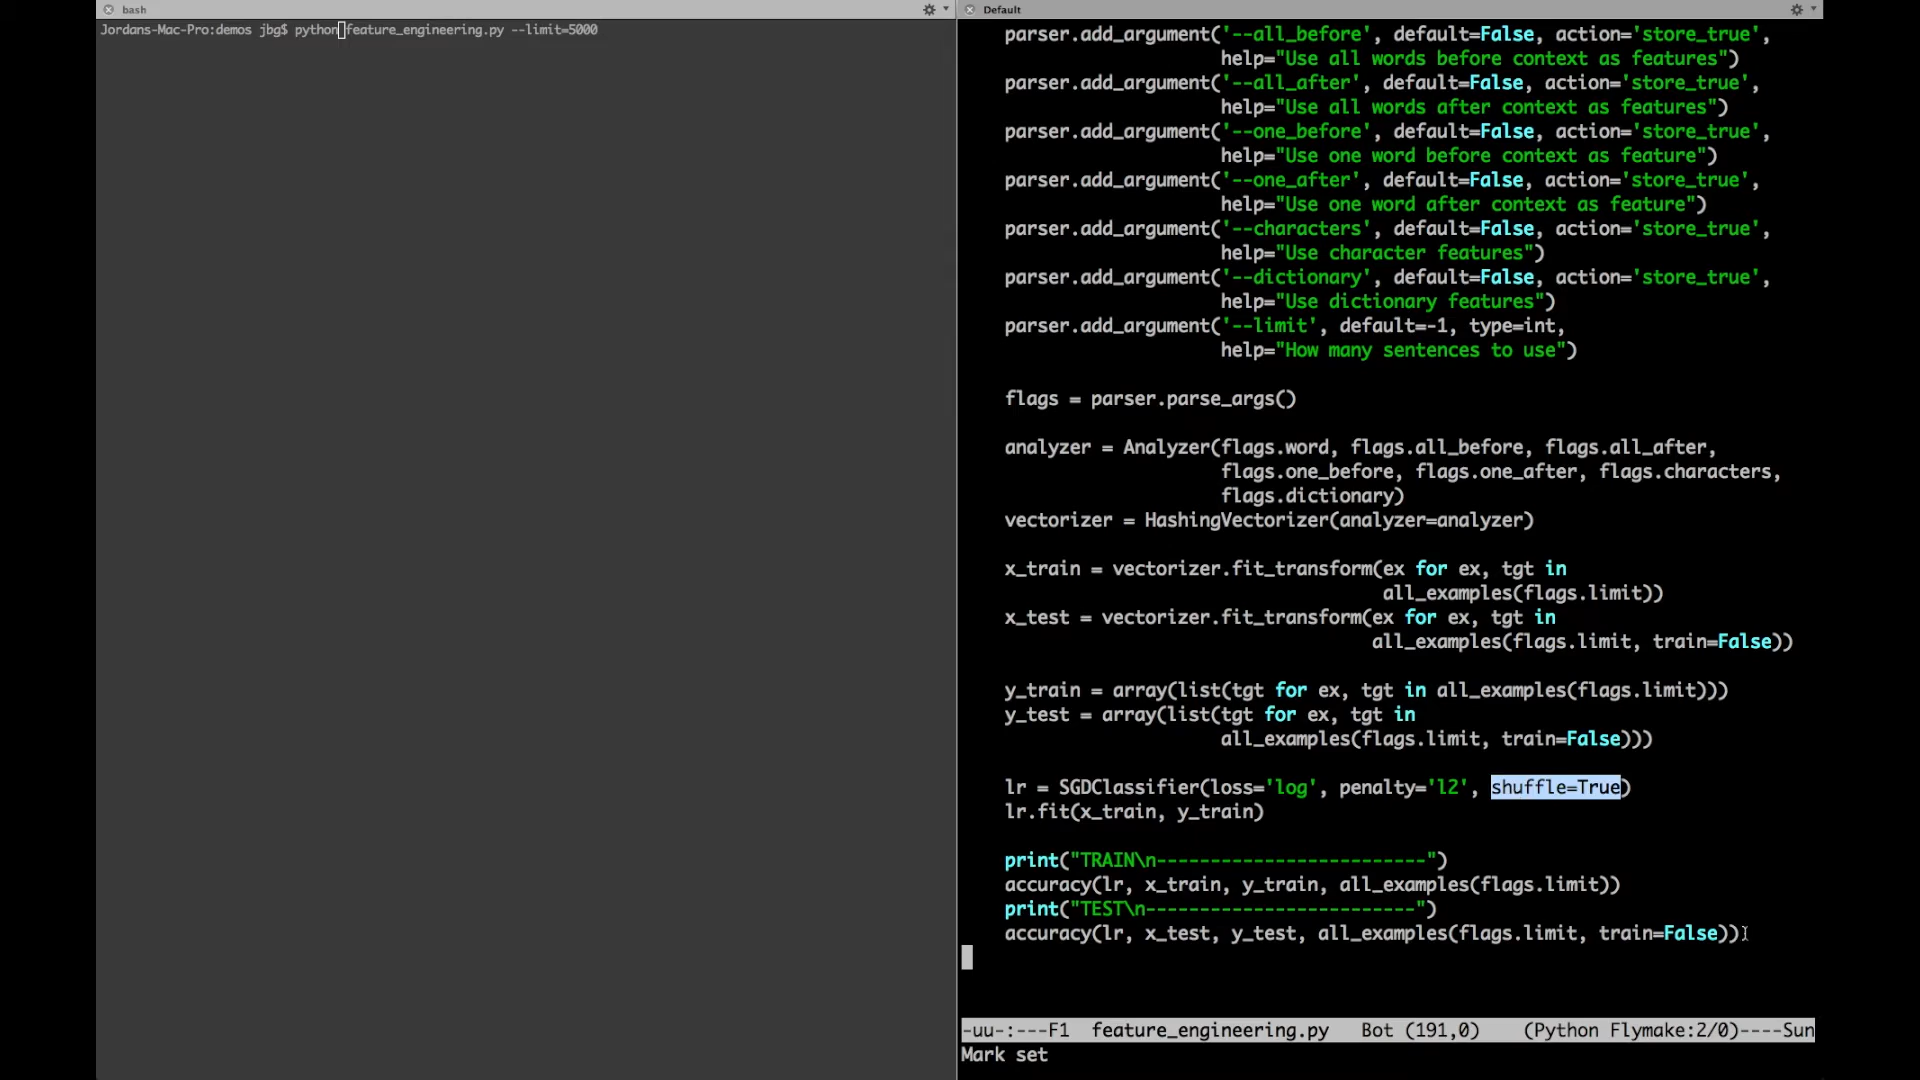 bash
Jordans-Mac-Pro:demos jbg$ python feature_engineering.py --limit=5000
Default
parser.add_argument('--all_before', default=False, action='store_true',
help="Use all words before context as features")
parser.add_argument('--all_after', default=False, action='store_true',
help="Use all words after context as features")
parser.add_argument('--one_before', default=False, action='store_true',
help="Use one word before context as feature")
parser.add_argument('--one_after', default=False, action='store_true',
help="Use one word after context as feature")
parser.add_argument('--characters', default=False, action='store_true',
help="Use character features")
parser.add_argument('--dictionary', default=False, action='store_true',
help="Use dictionary features")
parser.add_argument('--limit', default=-1, type=int,
help="How many sentences to use")
flags = parser.parse_args()
analyzer = Analyzer(flags.word, flags.all_before, flags.all_after,
flags.one_before, flags.one_after, flags.characters,
flags.dictionary)
vectorizer = HashingVectorizer(analyzer=analyzer)
x_train = vectorizer.fit_transform(ex for ex, tgt in
all_examples(flags.limit))
x_test = vectorizer.fit_transform(ex for ex, tgt in
all_examples(flags.limit, train=False))
y_train = array(list(tgt for ex, tgt in all_examples(flags.limit)))
y_test = array(list(tgt for ex, tgt in
all_examples(flags.limit, train=False)))
lr = SGDClassifier(loss='log', penalty='l2', shuffle=True)
lr.fit(x_train, y_train)
print("TRAIN\n-------------------------")
accuracy(lr, x_train, y_train, all_examples(flags.limit))
print("TEST\n-------------------------")
accuracy(lr, x_test, y_test, all_examples(flags.limit, train=False))
-uu-:---F1  feature_engineering.py   Bot (191,0)    (Python Flymake:2/0)----Sun
Mark set